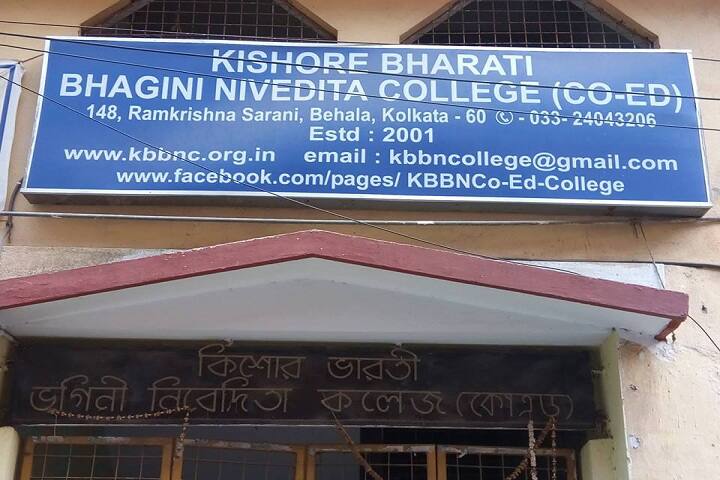 KISHORE BHARATI
BHAGINI NIVEDITA COLLEGE (CO-ED)
148, Ramkrishna Sarani, Behala, Kolkata - 60 ✆ - 033- 24043206
Estd : 2001
www.kbbnc.org.in email : kbbncollege@gmail.com
www.facebook.com/pages/ KBBNCo-Ed-College
কিশোর ভারতী
ভগিনী নিবেদিতা কলেজ (কোএড)